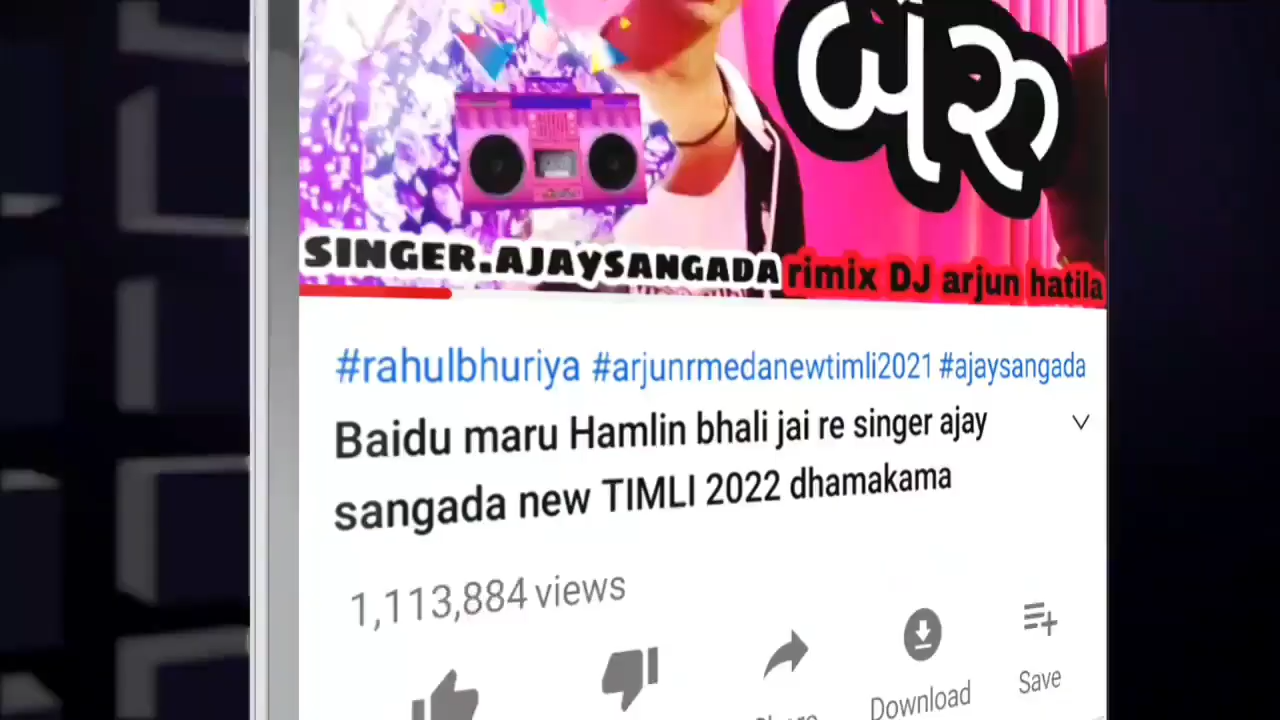 SINGER.AJAYSANGADA rimix DJ arjun hatila
#rahulbhuriya #arjunrmedanewtimli2021 #ajaysangada
Baidu maru Hamlin bhali jai re singer ajay
sangada new TIMLI 2022 dhamakama
1,113,884 views
Download
Save